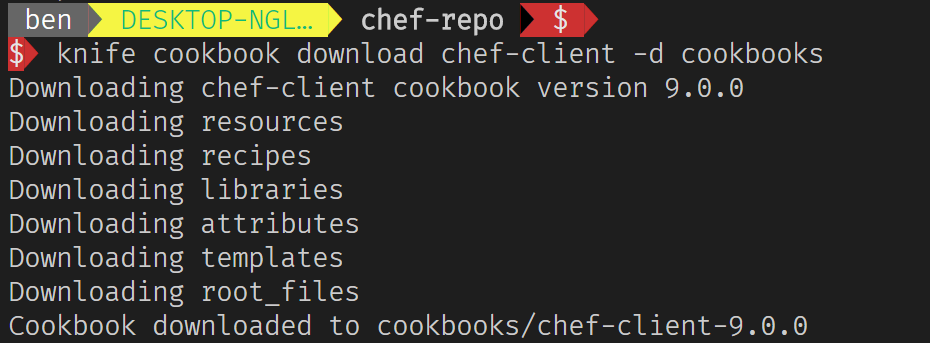 ben DESKTOP-NGL… chef-repo $
$ knife cookbook download chef-client -d cookbooks
Downloading chef-client cookbook version 9.0.0
Downloading resources
Downloading recipes
Downloading libraries
Downloading attributes
Downloading templates
Downloading root_files
Cookbook downloaded to cookbooks/chef-client-9.0.0